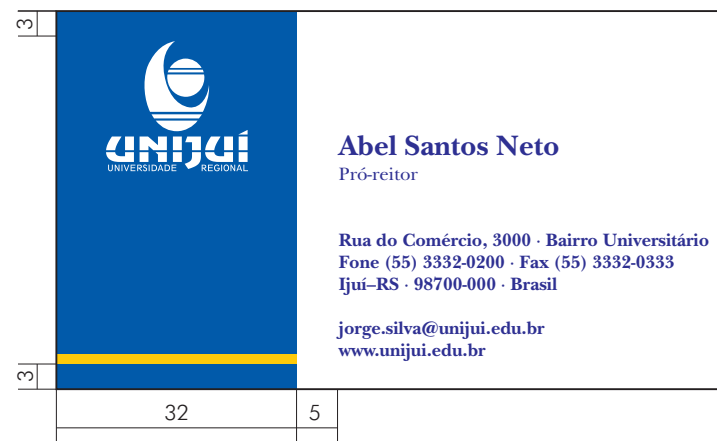 3
UNIJUÍ
UNIVERSIDADE REGIONAL
Abel Santos Neto
Pró-reitor
Rua do Comércio, 3000 · Bairro Universitário
Fone (55) 3332-0200 · Fax (55) 3332-0333
Ijuí–RS · 98700-000 · Brasil
jorge.silva@unijui.edu.br
www.unijui.edu.br
3
32 5